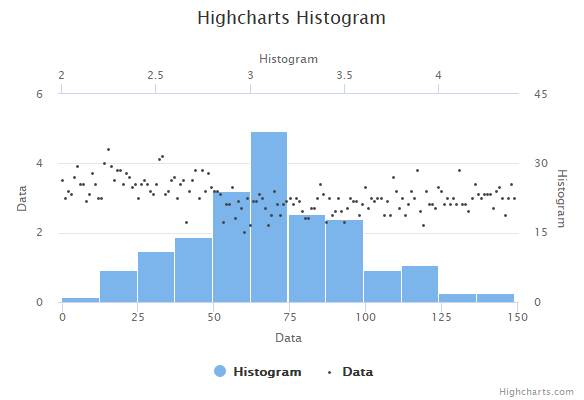 Highcharts Histogram
Histogram
2 2.5 3 3.5 4
6 45
4 30
Data Histogram
2 15
0 0
0 25 50 75 100 125 150
Data
Histogram Data
Highcharts.com